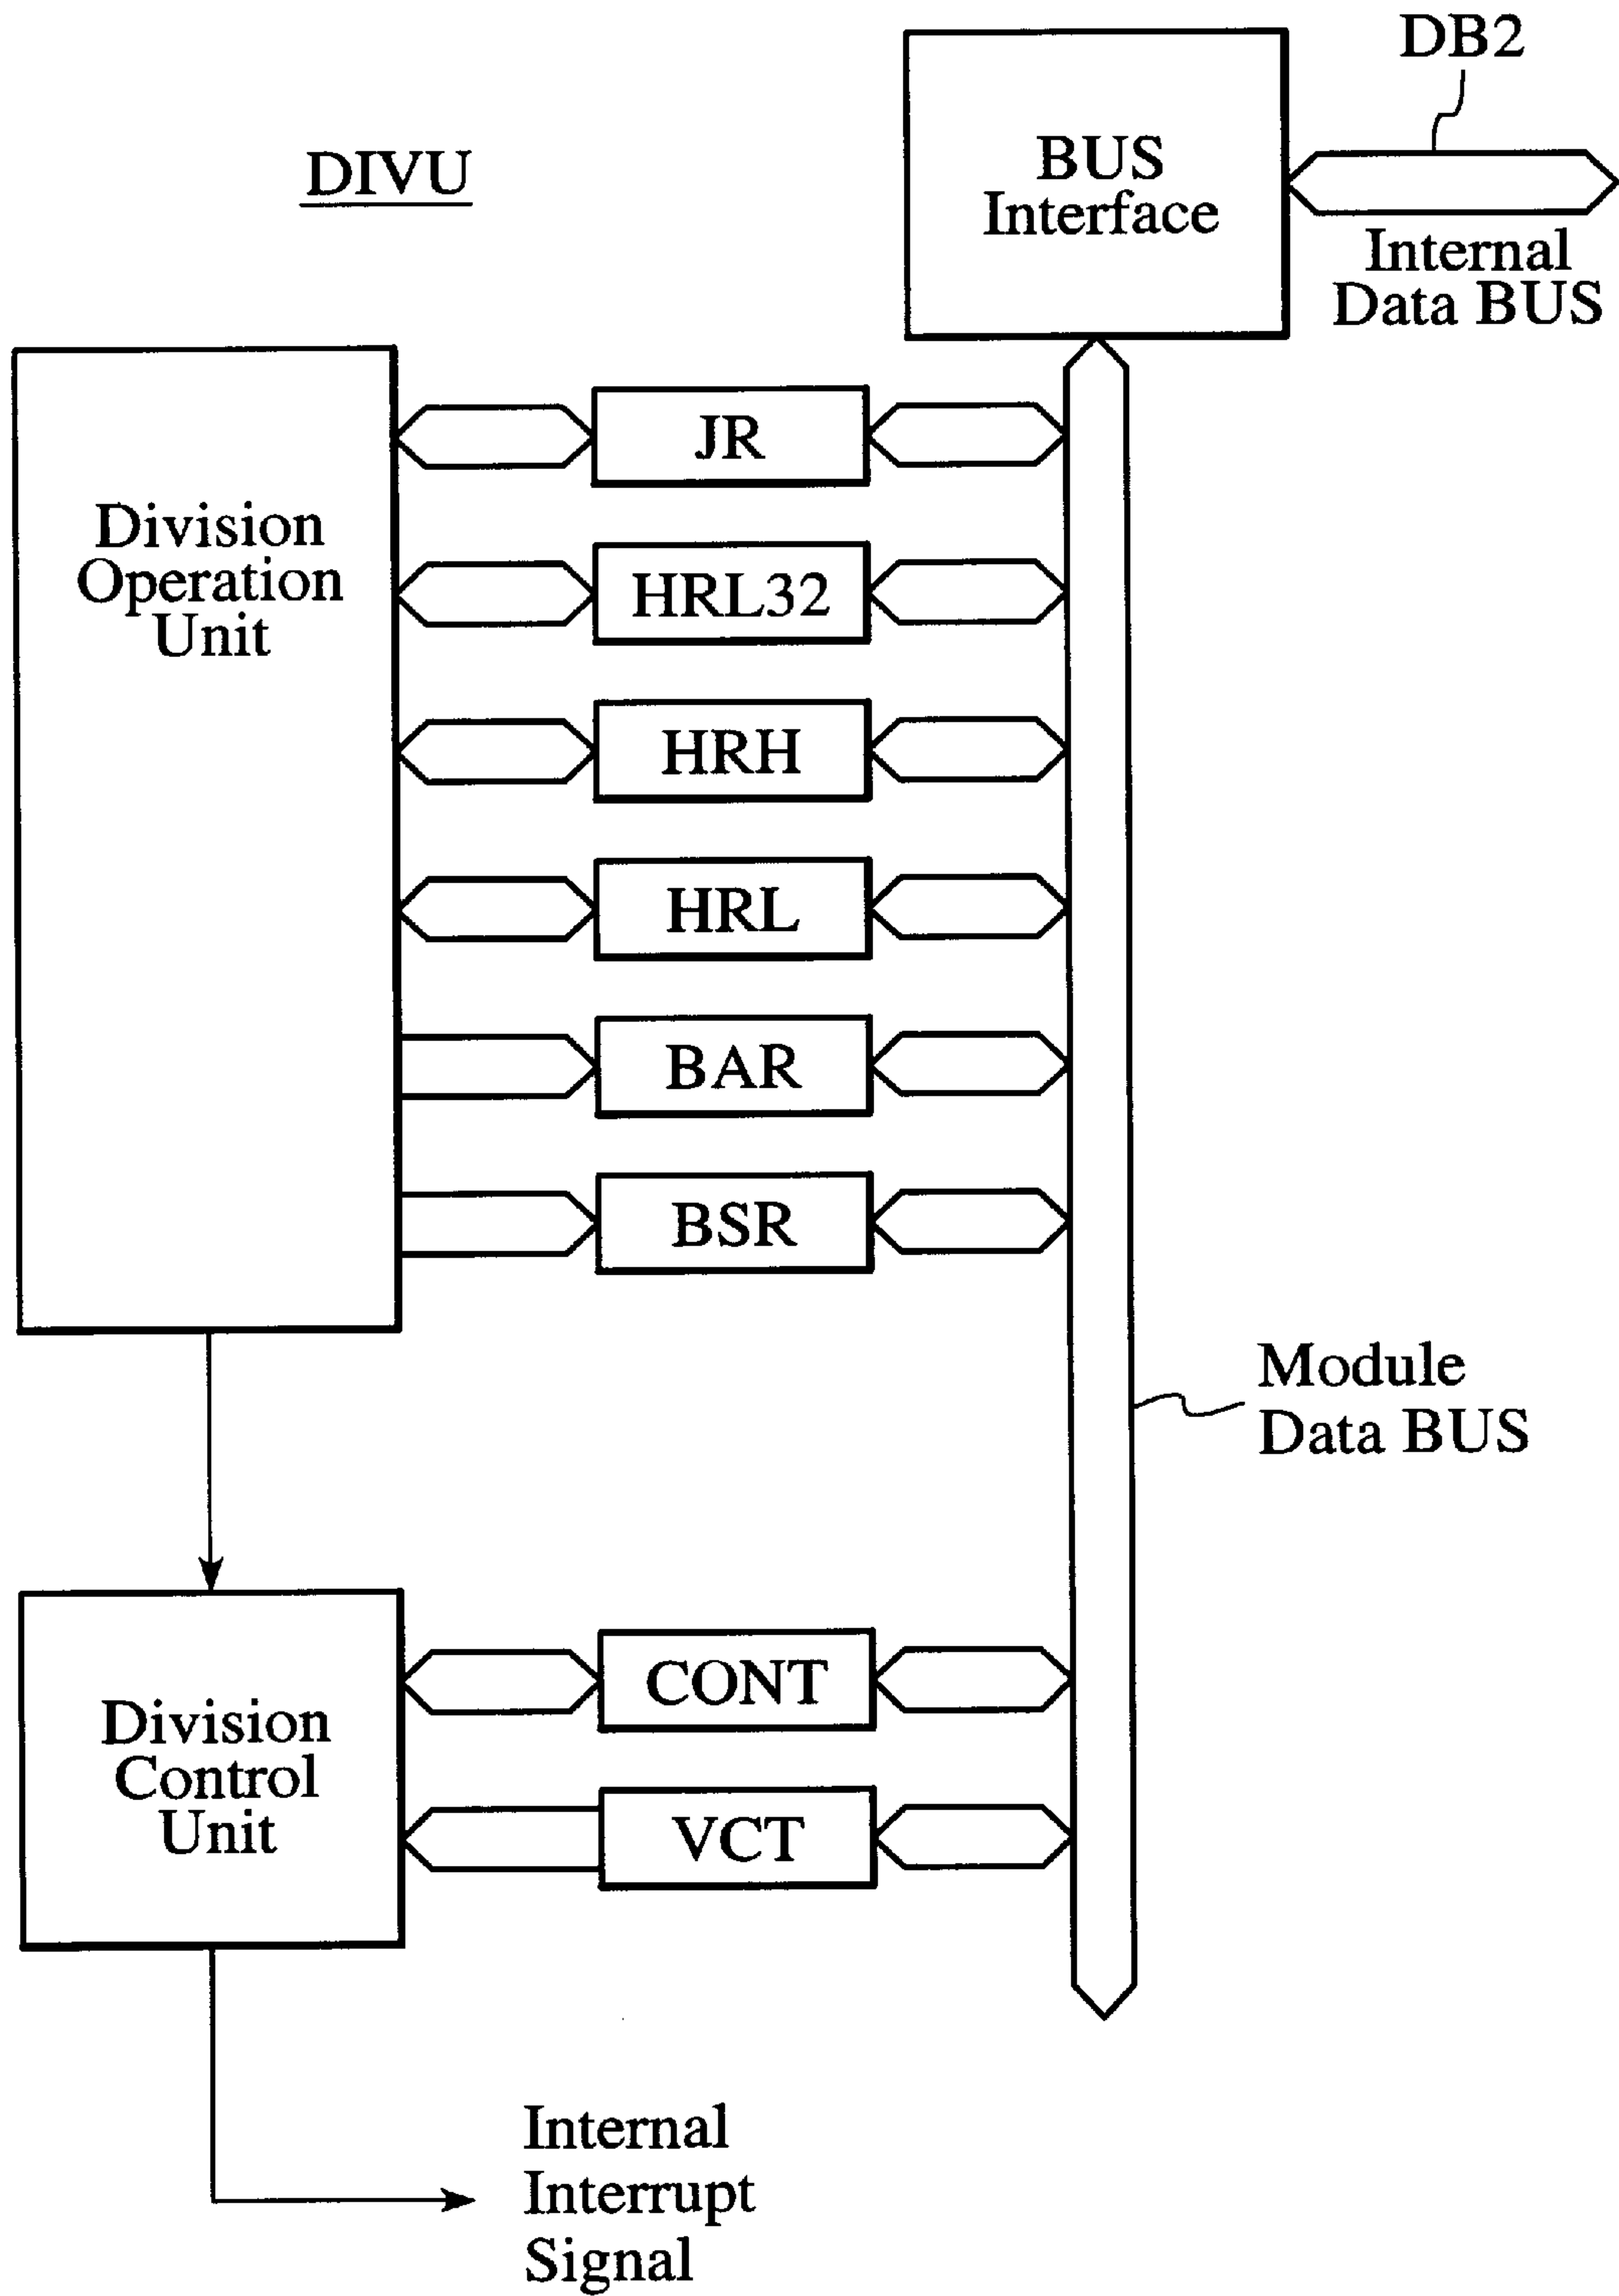 DB2
DIVU
BUS
Interface
Internal
Data BUS
JR
Division
Operation
Unit
HRL32
HRH
HRL
BAR
BSR
Module
Data BUS
CONT
Division
Control
Unit
VCT
Internal
Interrupt
Signal